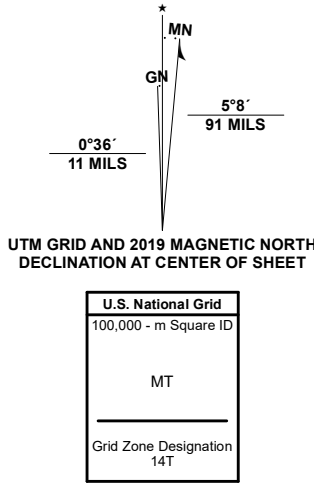 ★
MN
GN
5°8´
91 MILS
0°36´
11 MILS
UTM GRID AND 2019 MAGNETIC NORTH
DECLINATION AT CENTER OF SHEET
U.S. National Grid
100,000 - m Square ID
MT
Grid Zone Designation
14T